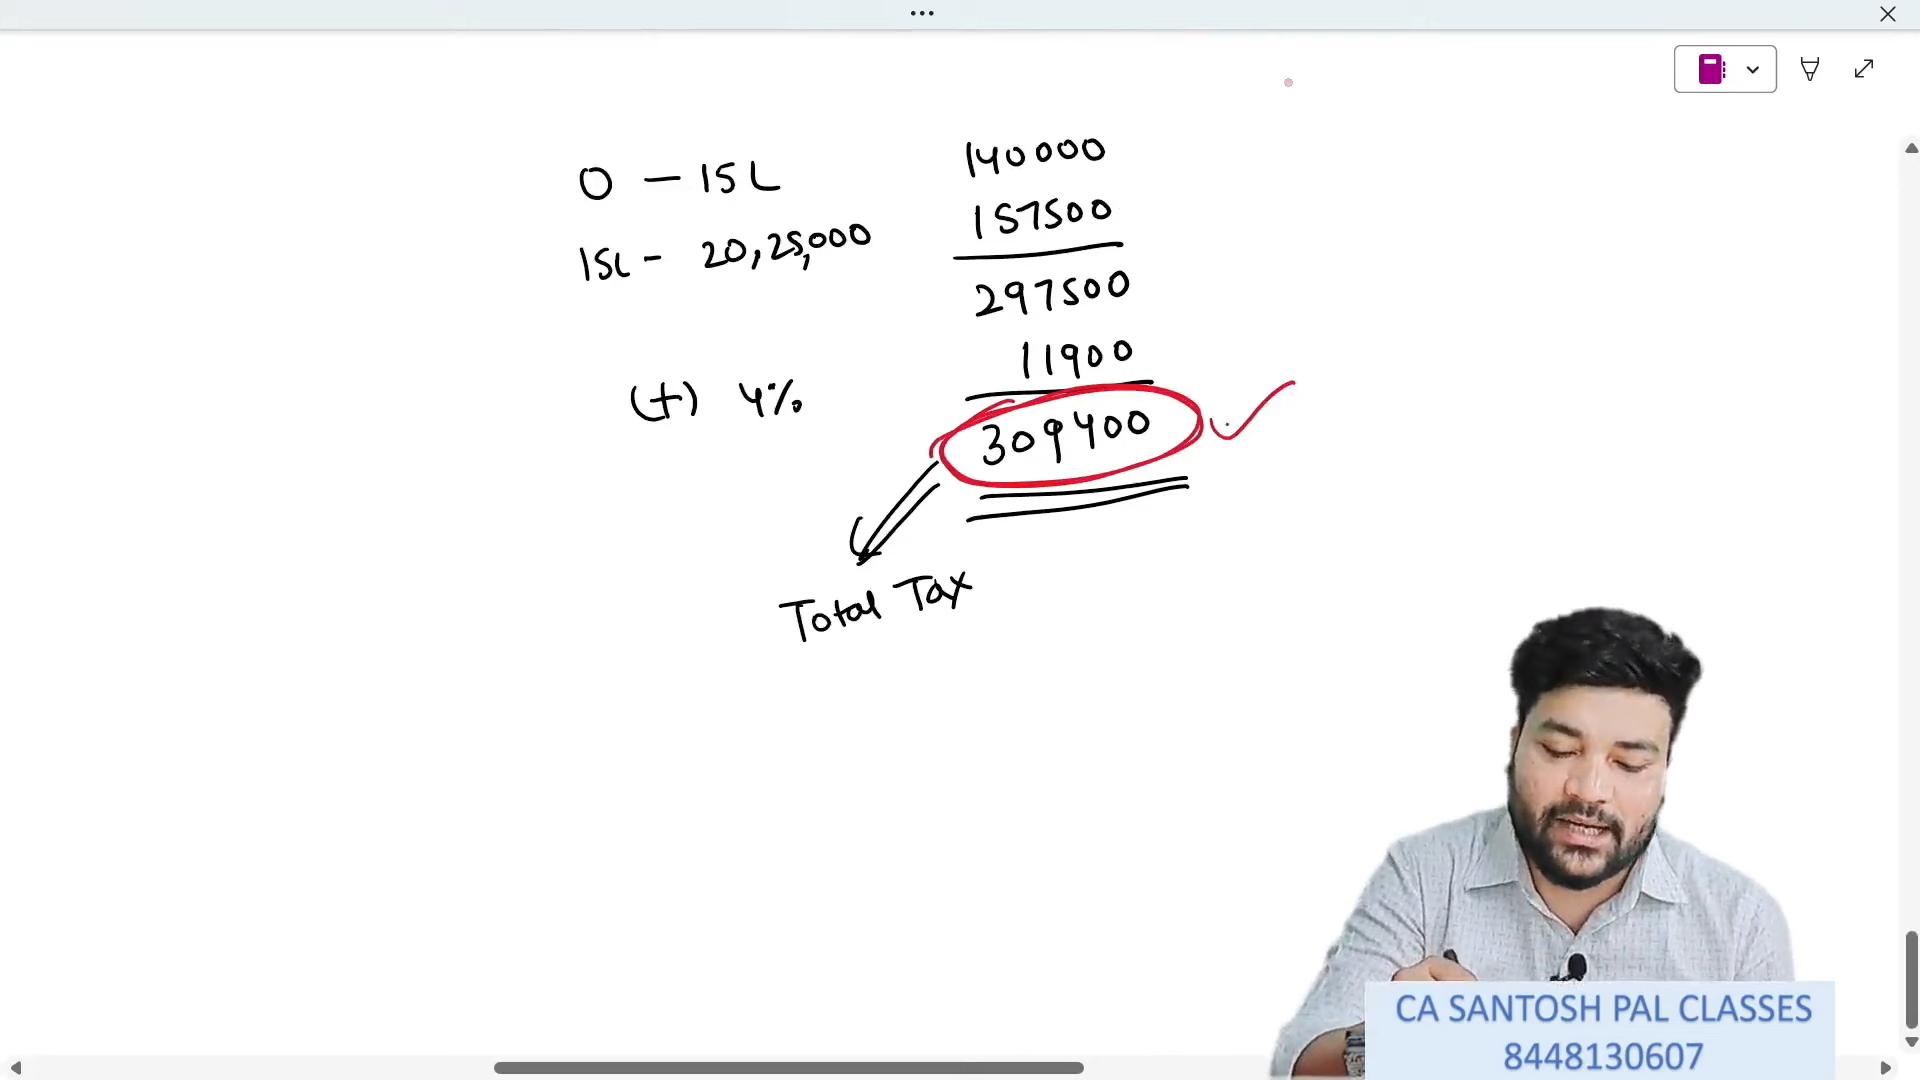 0 - 15L 140000
15L - 20,25,000 157500
297500
11900
(+) 4%
309400
Total Tax
CA SANTOSH PAL CLASSES
8448130607